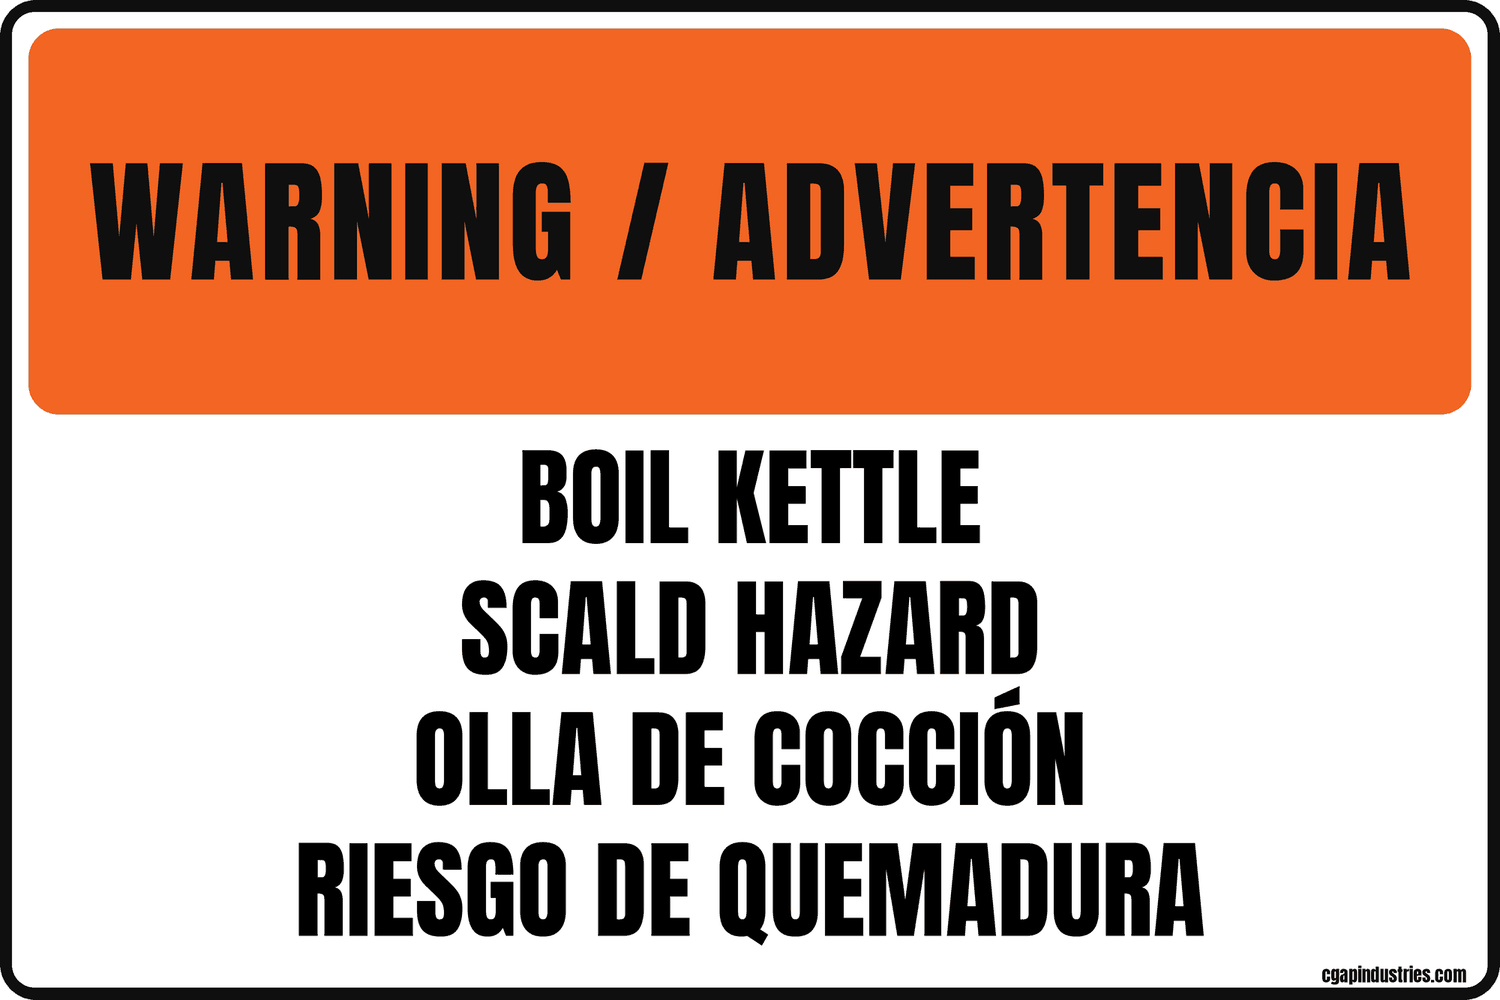 WARNING / ADVERTENCIA
BOIL KETTLE
SCALD HAZARD
OLLA DE COCCIÓN
RIESGO DE QUEMADURA
cgapindustries.com